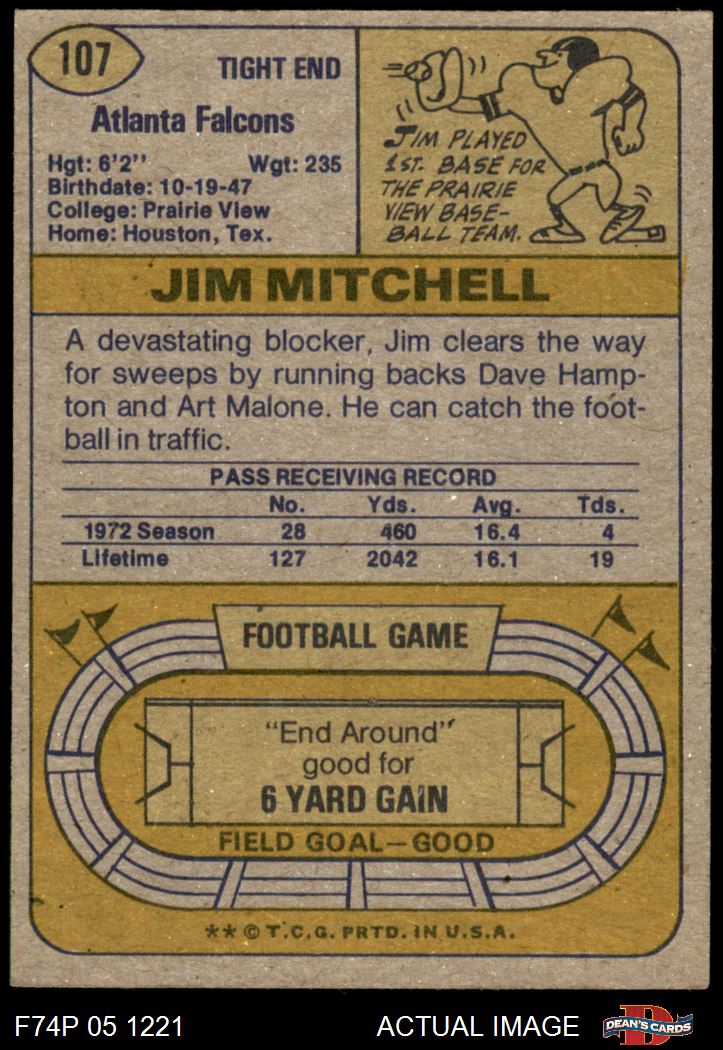 107
TIGHT END
Atlanta Falcons
Hgt: 6'2'' Wgt: 235
Birthdate: 10-19-47
College: Prairie View
Home: Houston, Tex.
JIM PLAYED
1ST. BASE FOR
THE PRAIRIE
VIEW BASE-
BALL TEAM.
JIM MITCHELL
A devastating blocker, Jim clears the way
for sweeps by running backs Dave Hamp-
ton and Art Malone. He can catch the foot-
ball in traffic.
PASS RECEIVING RECORD
No. Yds. Avg. Tds.
1972 Season 28 460 16.4 4
Lifetime 127 2042 16.1 19
FOOTBALL GAME
"End Around"
good for
6 YARD GAIN
FIELD GOAL—GOOD
** © T.C.G. PRTD. IN U.S.A.
F74P 05 1221 ACTUAL IMAGE
D
DEAN'S CARDS